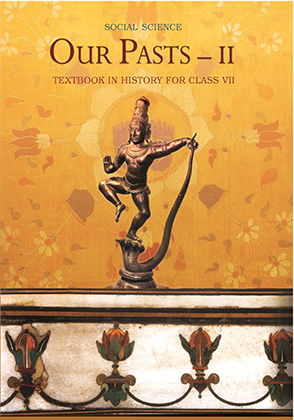 SOCIAL SCIENCE
OUR PASTS – II
TEXTBOOK IN HISTORY FOR CLASS VII